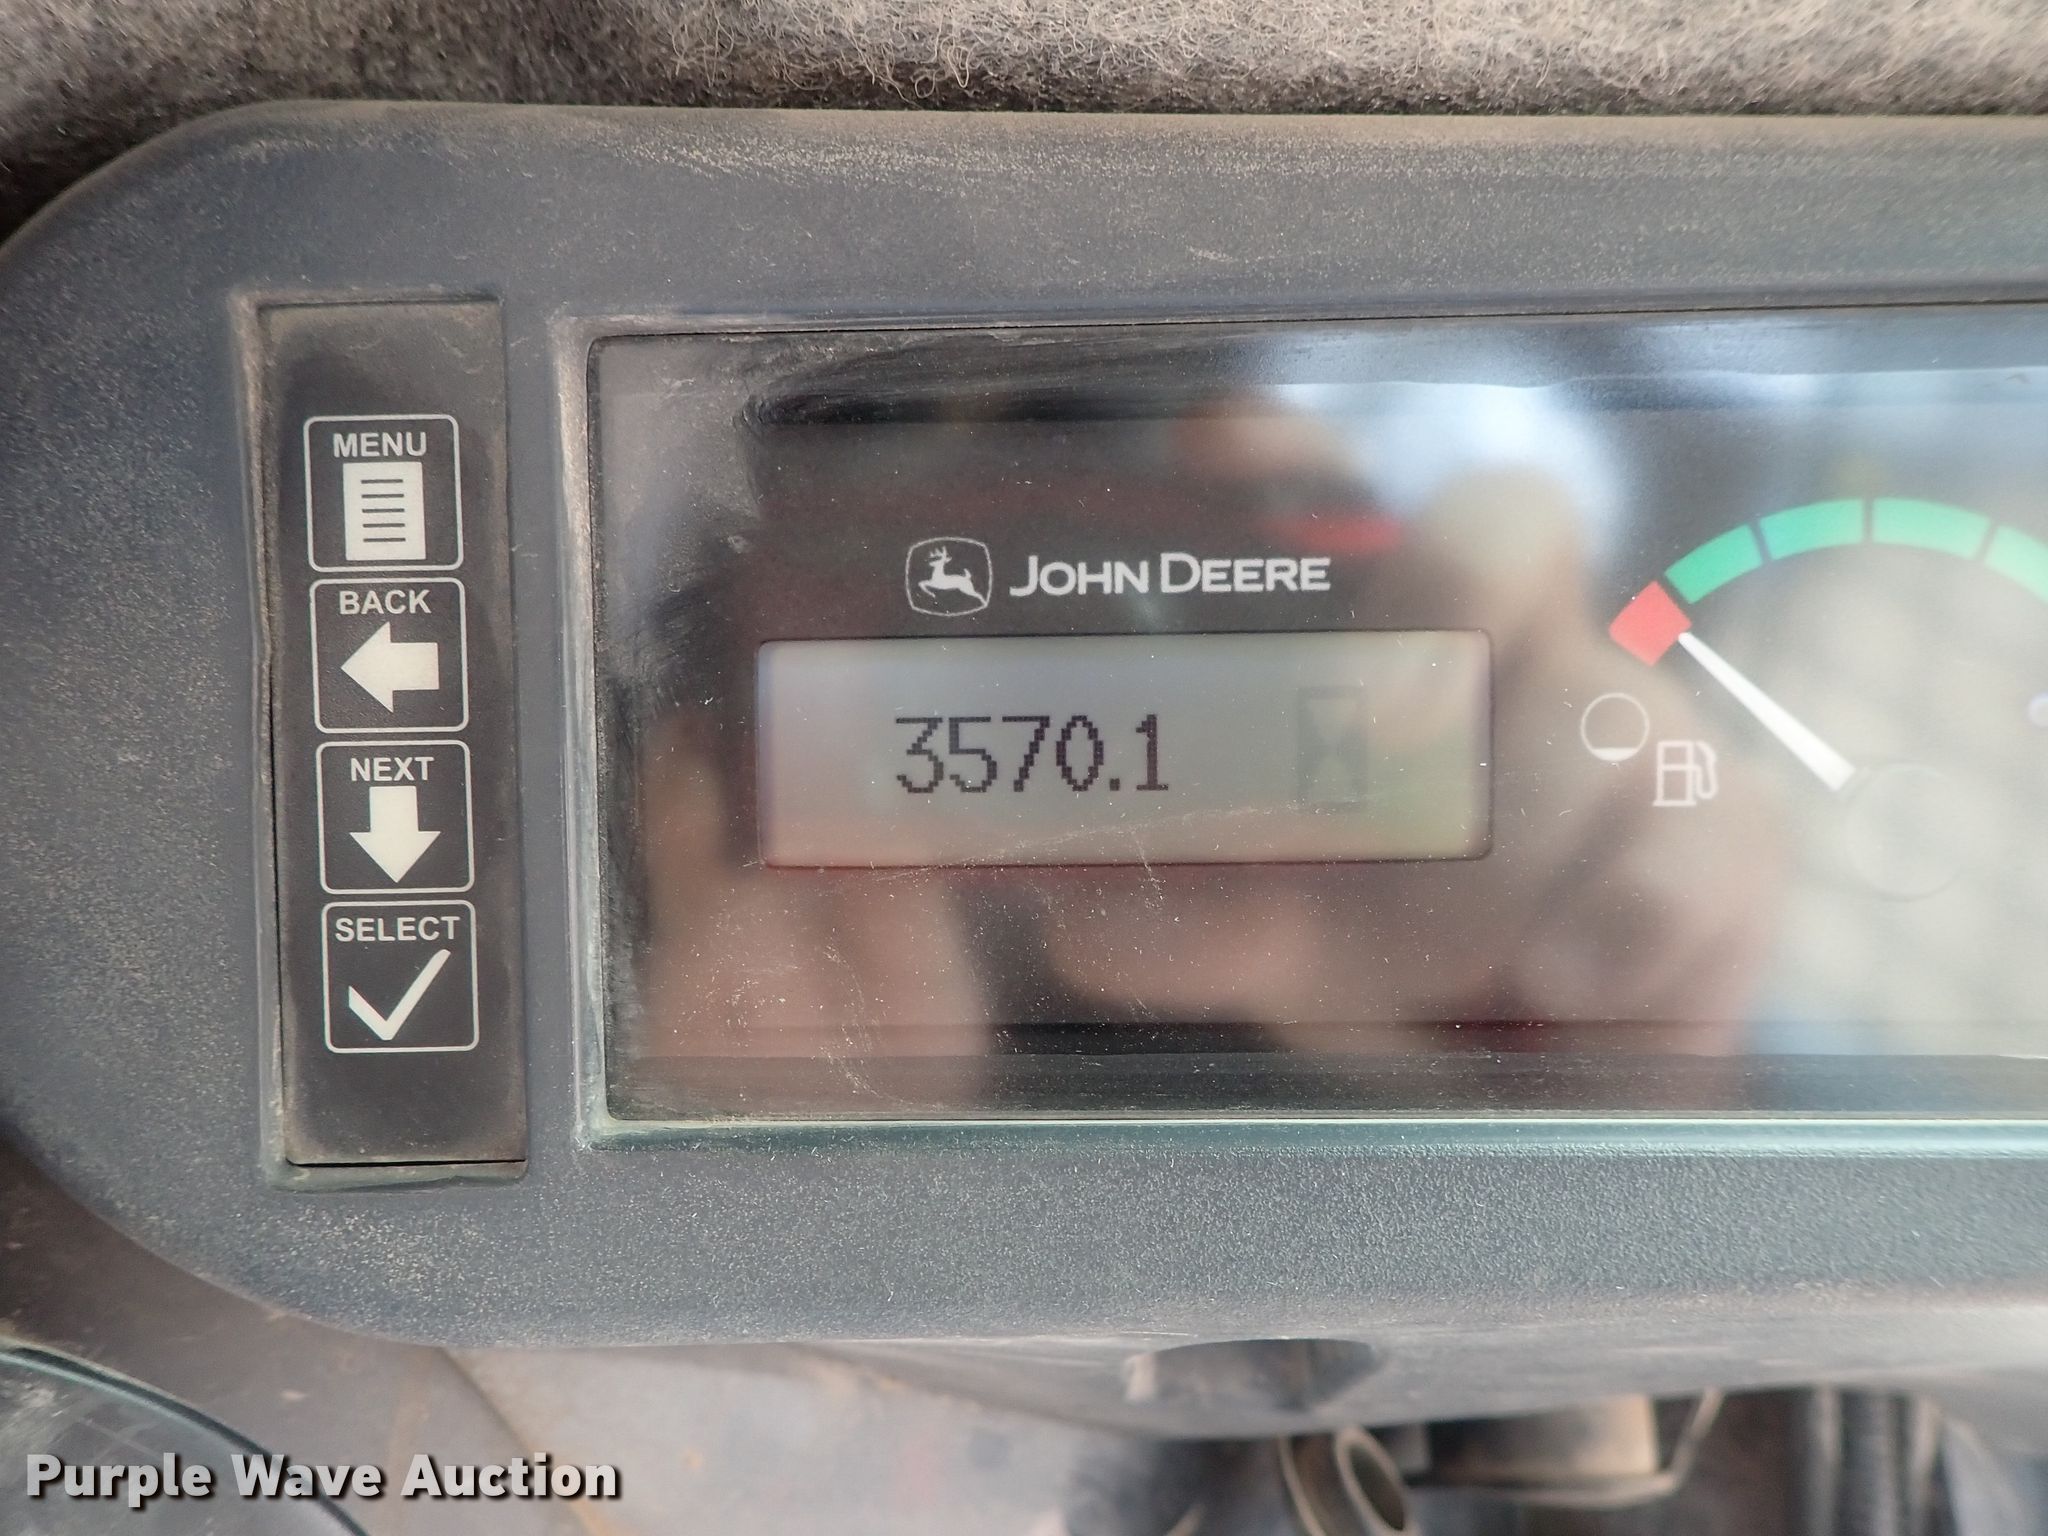 MENU
BACK
NEXT
SELECT
JOHN DEERE
3570.1
Purple Wave Auction